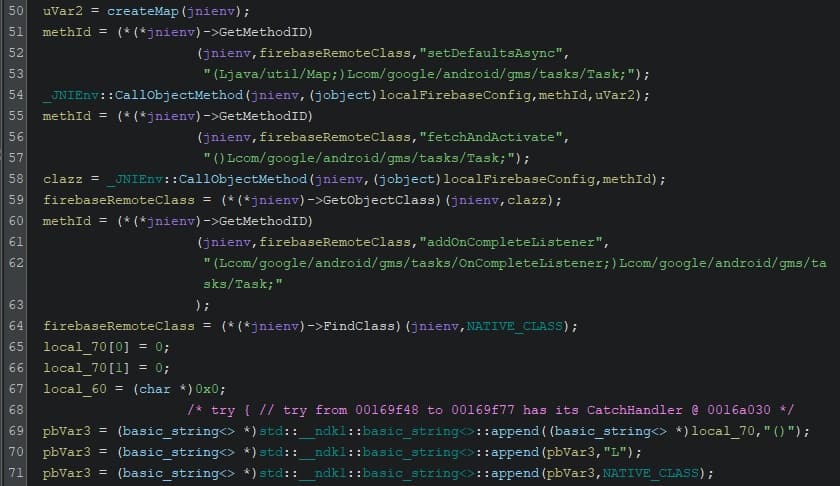 50 uVar2 = createMap(jnienv);
51 methId = (*(*jnienv)->GetMethodID)
52 (jnienv,firebaseRemoteClass,"setDefaultsAsync",
53 "(Ljava/util/Map;)Lcom/google/android/gms/tasks/Task;");
54 _JNIEnv::CallObjectMethod(jnienv,(jobject)localFirebaseConfig,methId,uVar2);
55 methId = (*(*jnienv)->GetMethodID)
56 (jnienv,firebaseRemoteClass,"fetchAndActivate",
57 "()Lcom/google/android/gms/tasks/Task;");
58 clazz = _JNIEnv::CallObjectMethod(jnienv,(jobject)localFirebaseConfig,methId);
59 firebaseRemoteClass = (*(*jnienv)->GetObjectClass)(jnienv,clazz);
60 methId = (*(*jnienv)->GetMethodID)
61 (jnienv,firebaseRemoteClass,"addOnCompleteListener",
62 "(Lcom/google/android/gms/tasks/OnCompleteListener;)Lcom/google/android/gms/ta
sks/Task;"
63 );
64 firebaseRemoteClass = (*(*jnienv)->FindClass)(jnienv,NATIVE_CLASS);
65 local_70[0] = 0;
66 local_70[1] = 0;
67 local_60 = (char *)0x0;
68 /* try { // try from 00169f48 to 00169f77 has its CatchHandler @ 0016a030 */
69 pbVar3 = (basic_string<> *)std::__ndk1::basic_string<>::append((basic_string<> *)local_70,"()");
70 pbVar3 = (basic_string<> *)std::__ndk1::basic_string<>::append(pbVar3,"L");
71 pbVar3 = (basic_string<> *)std::__ndk1::basic_string<>::append(pbVar3,NATIVE_CLASS);